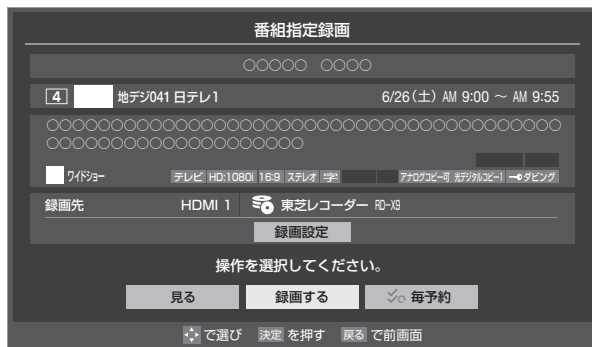 番組指定録画
○○○○○ ○○○○
4 地デジ041 日テレ1 6/26(土) AM 9:00 ～ AM 9:55
○○○○○○○○○○○○○○○○○○○○○○○○○○○○○○○○○○○
○○○○○○○○○○○○○○○○○○
ワイドショー テレビ HD:1080i 16:9 ステレオ 字 アナログコピー可 光デジタルコピー1 ダビング
録画先 HDMI 1 東芝レコーダー RD-X9
録画設定
操作を選択してください。
見る 録画する 毎予約
で選び 決定 を押す 戻る で前画面